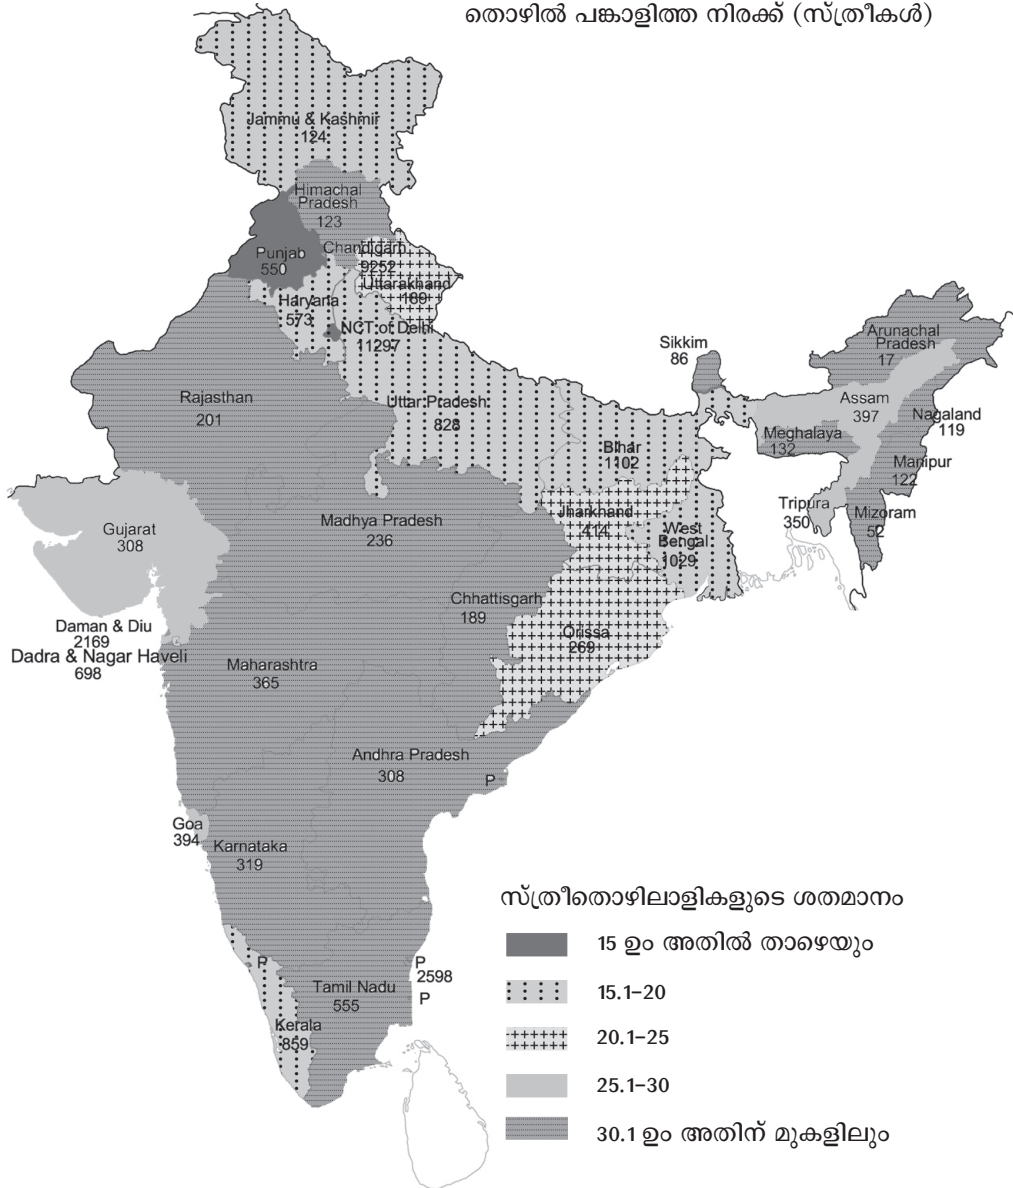 തൊഴിൽ പങ്കാളിത്ത നിരക്ക് (സ്ത്രീകൾ)
Jammu & Kashmir
124
Himachal
Pradesh
123
Chandigarh
9252
Punjab
550
Uttarakhand
189
Haryana
573
NCT of Delhi
11297
Sikkim
86
Arunachal
Pradesh
17
Rajasthan
201
Uttar Pradesh
828
Assam
397
Nagaland
119
Meghalaya
132
Bihar
1102
Manipur
122
Tripura
350
Mizoram
52
Gujarat
308
Madhya Pradesh
236
Jharkhand
414
West
Bengal
1029
Chhattisgarh
189
Daman & Diu
2169
Dadra & Nagar Haveli
698
Orissa
269
Maharashtra
365
Andhra Pradesh
308
P
Goa
394
Karnataka
319
P
P
2598
P
Tamil Nadu
555
Kerala
859
സ്ത്രീതൊഴിലാളികളുടെ ശതമാനം
15 ഉം അതിൽ താഴെയും
15.1–20
20.1–25
25.1–30
30.1 ഉം അതിന് മുകളിലും